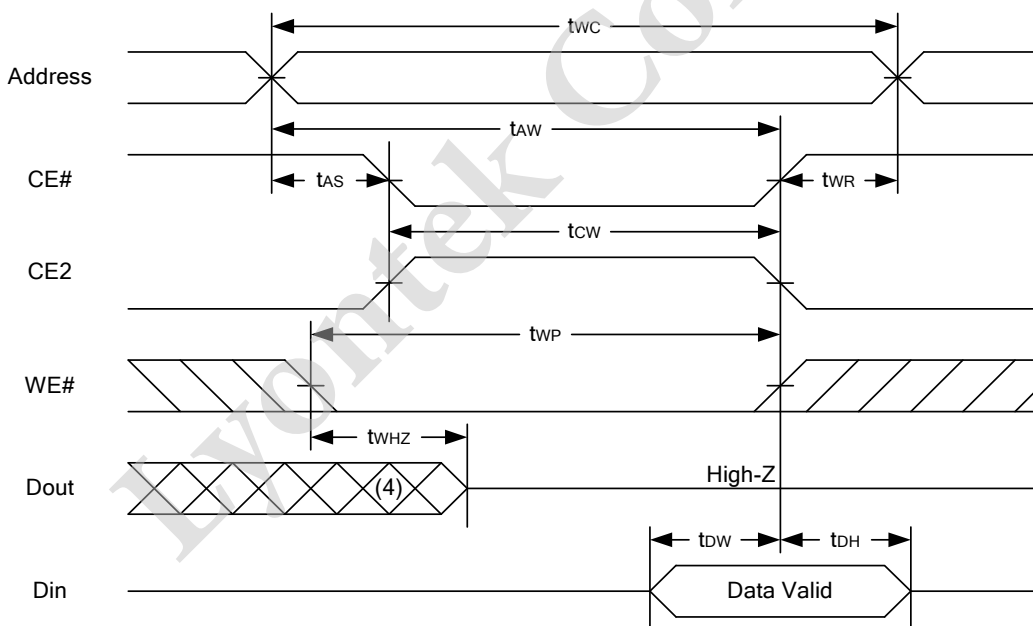 tWC
Address
tAW
CE#
tAS
tWR
tCW
CE2
tWP
WE#
tWHZ
Dout
(4)
High-Z
tDW
tDH
Din
Data Valid
Lyontek